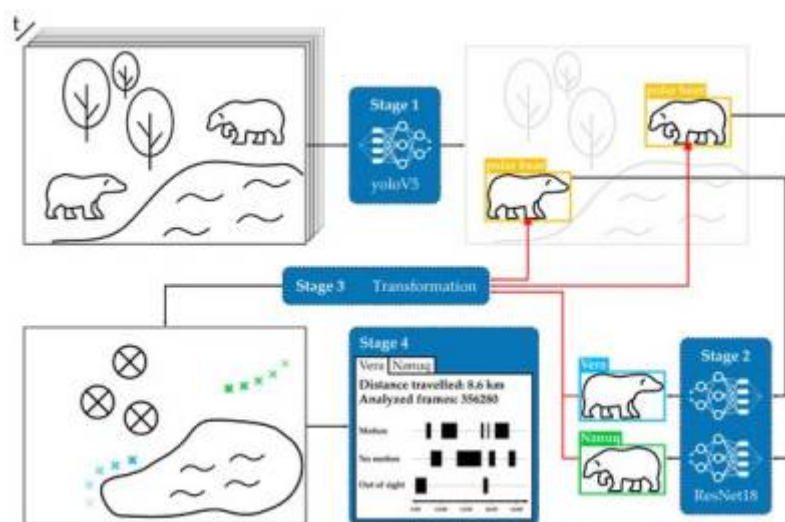 t
Stage 1
yoloV5
polar bear
polar bear
Stage 3 Transformation
Stage 4
Vera Nanuq
Distance travelled: 8.6 km
Analyzed frames: 356280
Motion
No motion
Out of sight
Vera
Nanuq
Stage 2
ResNet18